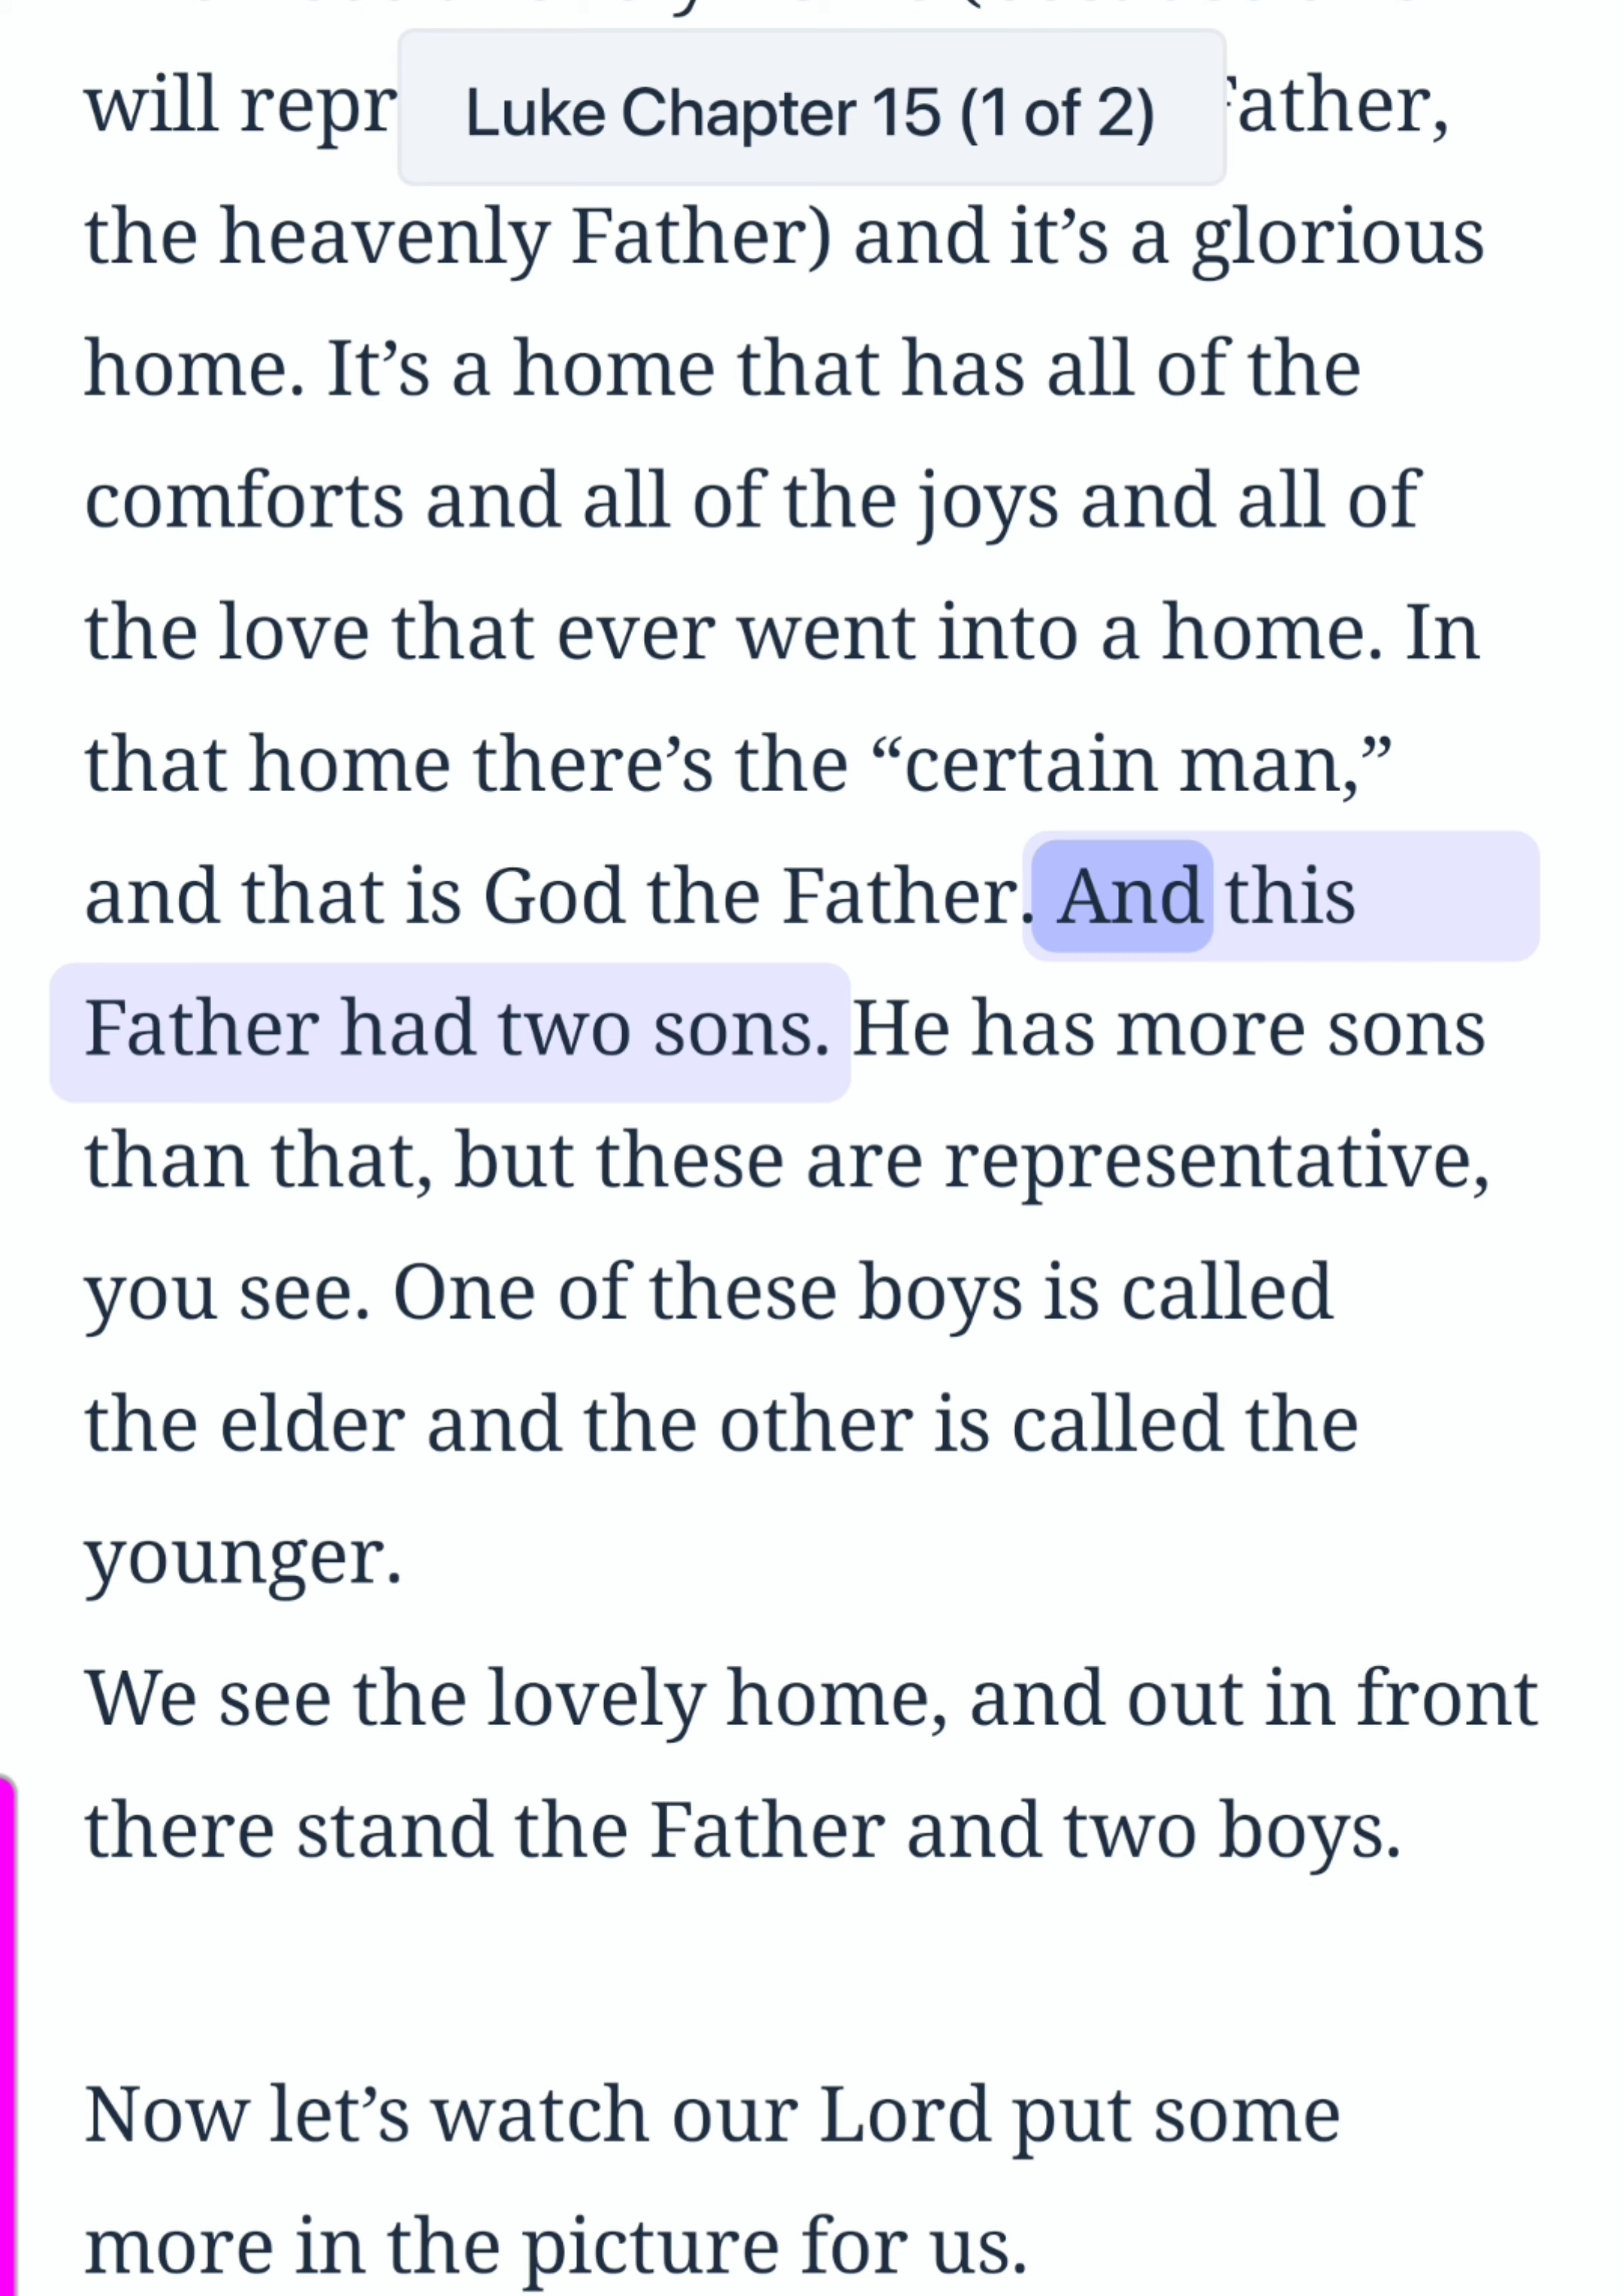 Luke Chapter 15 (1 of 2)
will
the heavenly Father) and it’s a glorious
home. It’s a home that has all of the
comforts and all of the joys and all of
the love that ever went into a home. In
that home there’s the “certain man,”
and that is God the Father. And this
Father had two sons. He has more sons
than that, but these are representative,
you see. One of these boys is called
the elder and the other is called the
younger.
We see the lovely home, and out in front
there stand the Father and two boys.
Now let’s watch our Lord put some
more in the picture for us.